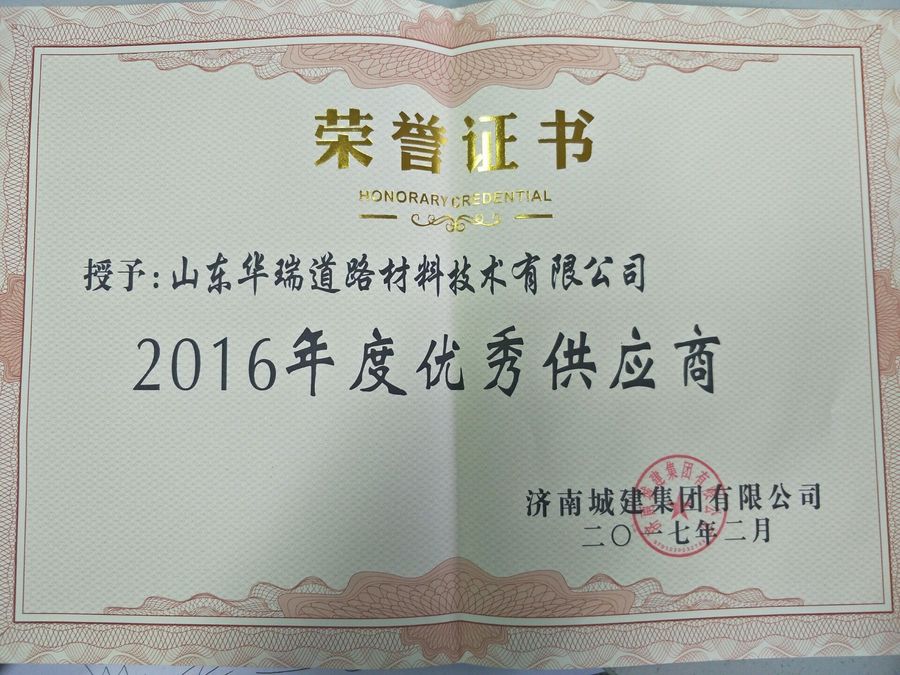 荣誉证书
HONORARY CREDENTIAL
授予:山东华瑞道路材料技术有限公司
2016年度优秀供应商
济南城建集团有限公司
二〇一七年二月